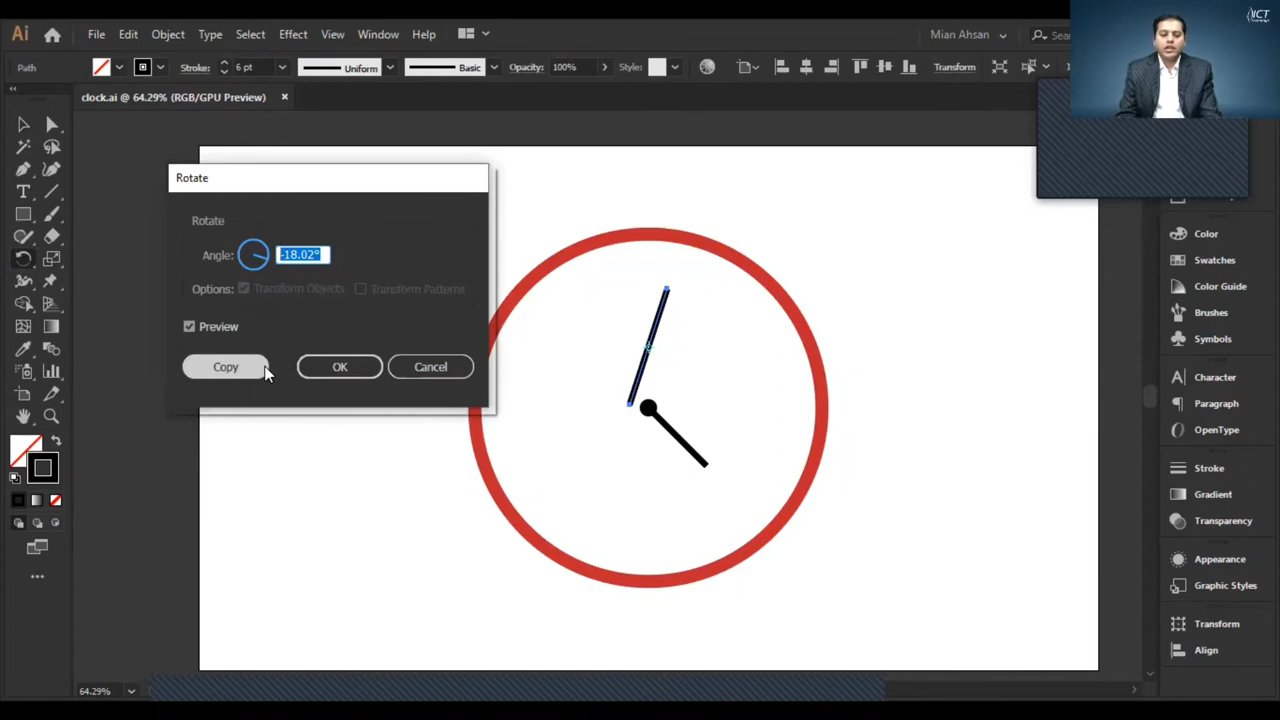 Ai File Edit Object Type Select Effect View Window Help Mian Ahsan
ICT
Path Stroke: 6 pt Uniform Basic Opacity: 100% Style: Transform
clock.ai @ 64.29% (RGB/GPU Preview) ×
Rotate
Rotate
Angle: -18.02°
Options: Transform Objects Transform Patterns
Preview
Copy OK Cancel
Color
Swatches
Color Guide
Brushes
Symbols
Character
Paragraph
OpenType
Stroke
Gradient
Transparency
Appearance
Graphic Styles
Transform
Align
64.29%